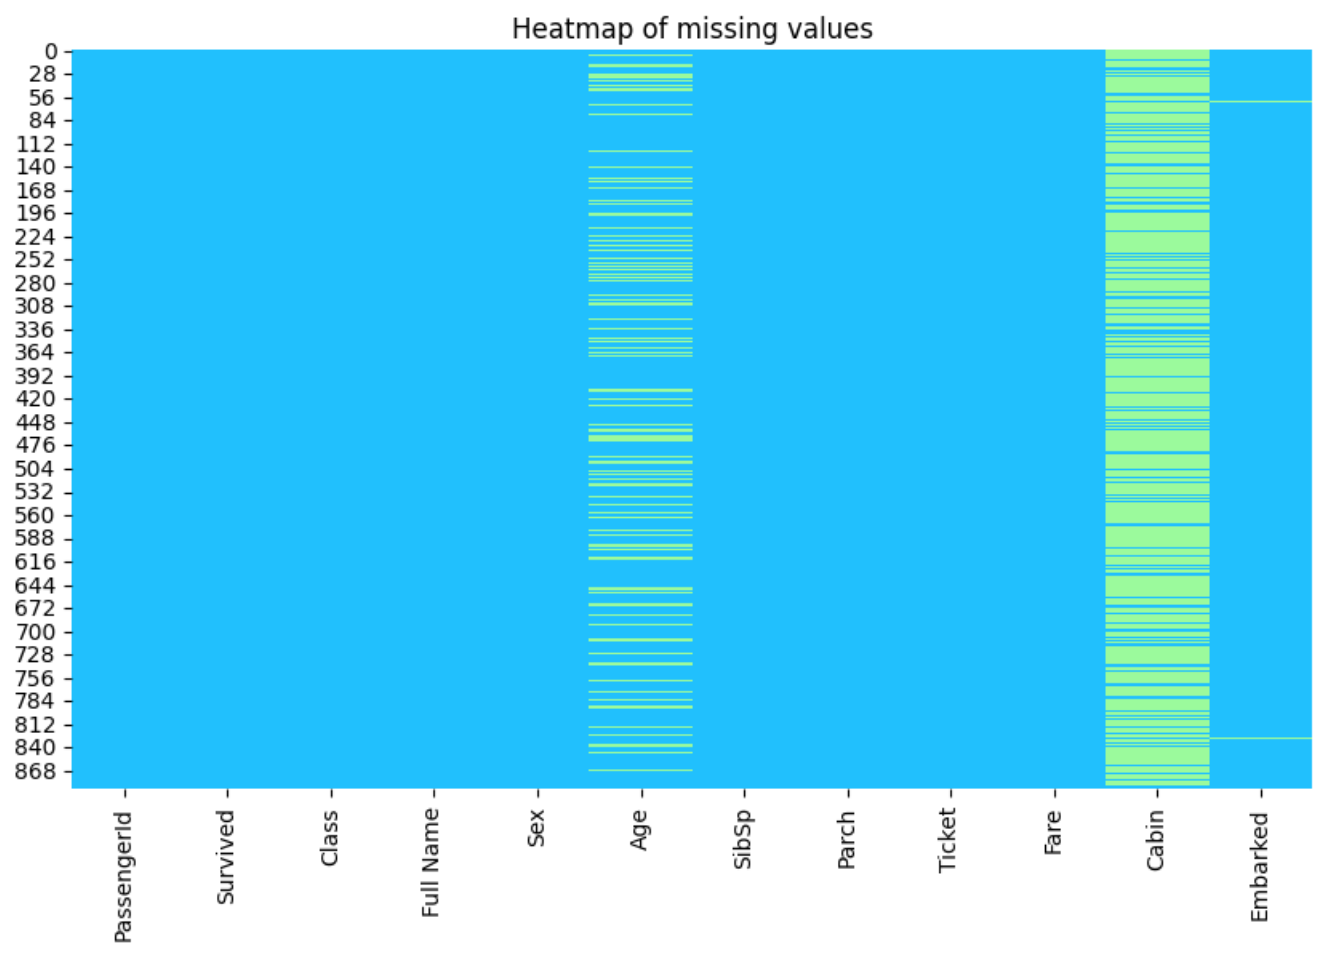 Heatmap of missing values
0
28
56
84
112
140
168
196
224
252
280
308
336
364
392
420
448
476
504
532
560
588
616
644
672
700
728
756
784
812
840
868
PassengerId
Survived
Class
Full Name
Sex
Age
SibSp
Parch
Ticket
Fare
Cabin
Embarked